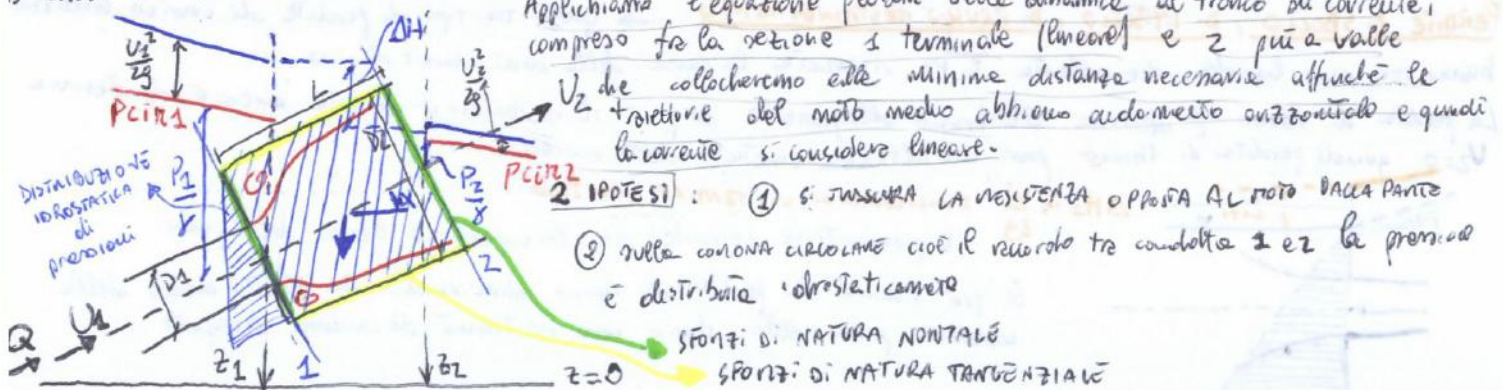 Applichiamo l'equazione globale della dinamica al tronco di corrente,
compreso fra la sezione 1 terminale (lineare) e 2 più a valle
che collocheremo alla minima distanza necessaria affinché le
traiettorie del moto medio abbiano andamento orizzontale e quindi
la corrente si considera lineare.
2 IPOTESI : ① SI TRASCURA LA RESISTENZA OPPOSTA AL MOTO DALLA PARTE
② sulla CORONA CIRCOLARE cioè il raccordo tra condotta 1 e 2 la pressione
è distribuita idrostaticamente
SFORZI DI NATURA NORMALE
SFORZI DI NATURA TANGENZIALE
U1²/2g
ΔH
L
U2²/2g
U2
PCIR1
PCIR2
DISTRIBUZIONE
IDROSTATICA
di
pressioni
P1/γ
P2/γ
D2
D1
U1
Q
z1
1
z2
2
z=0